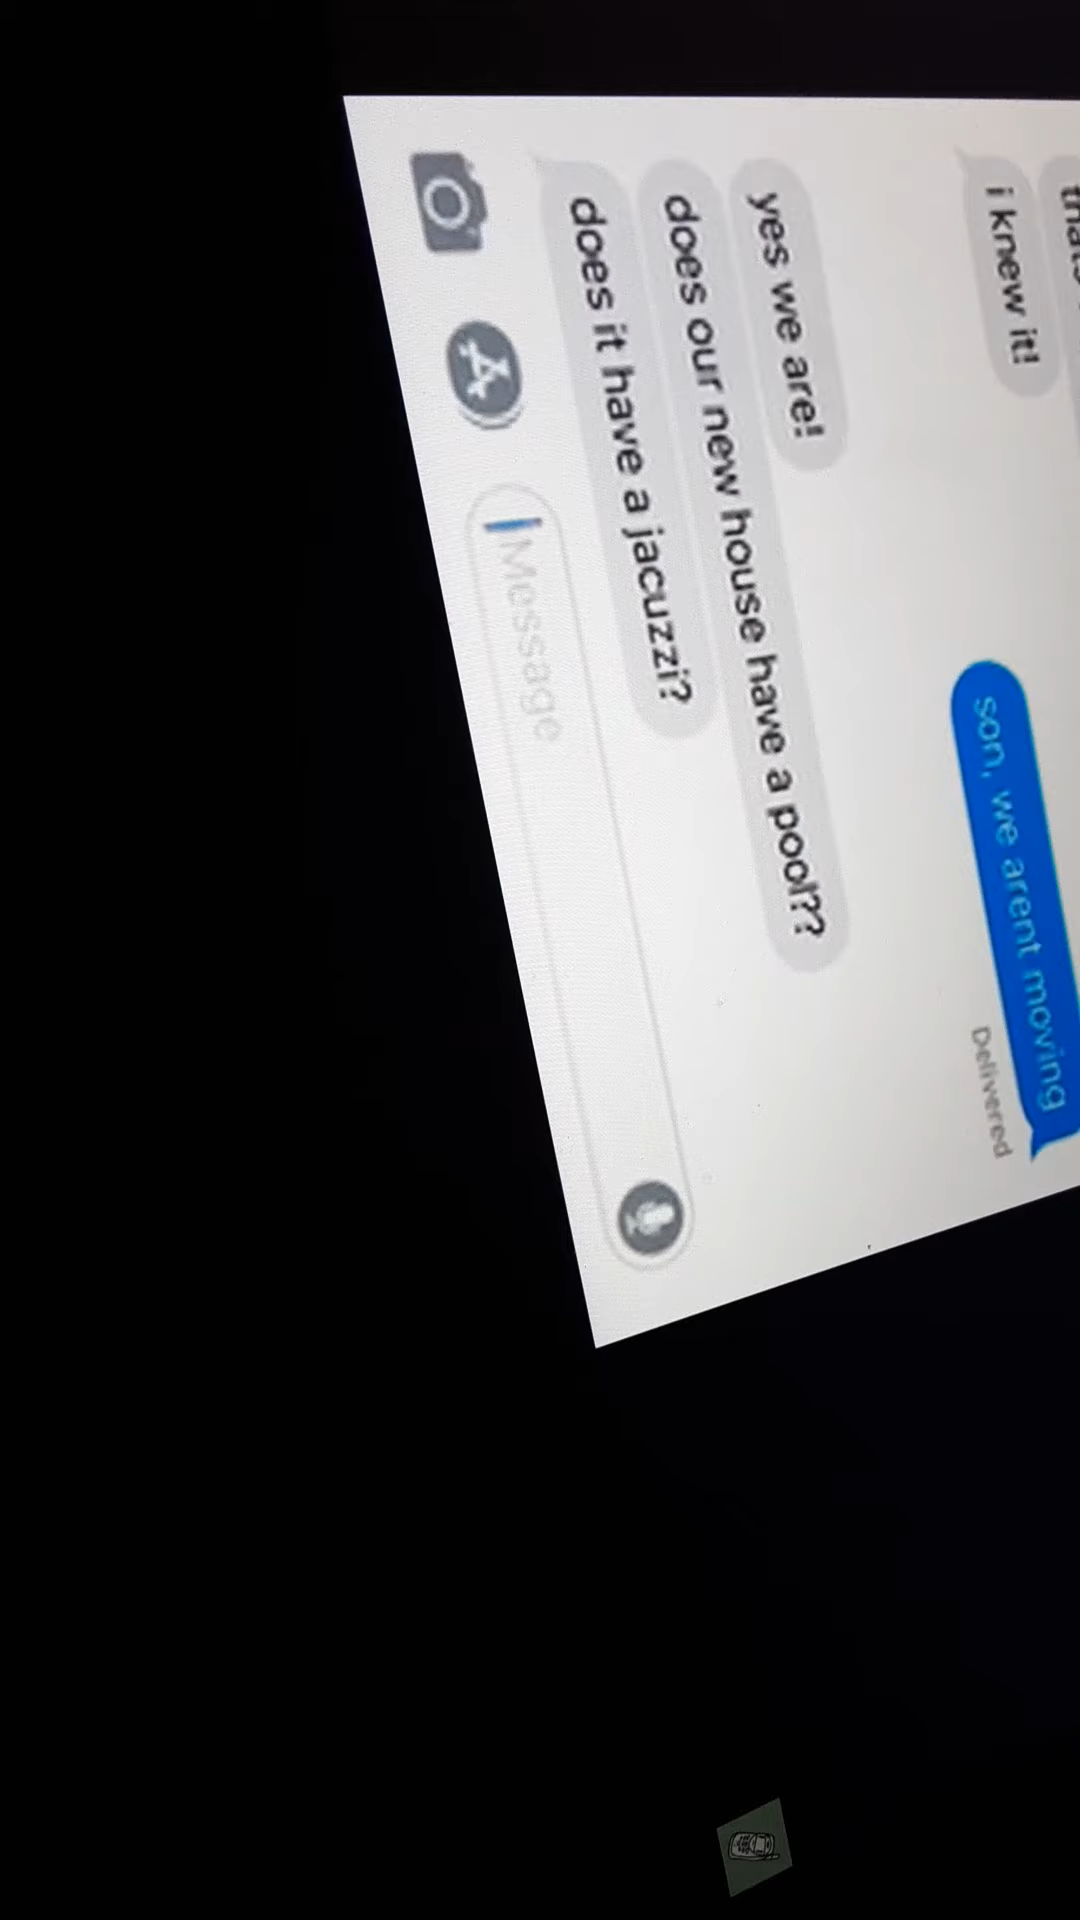 i knew it!
son, we arent moving
Delivered
yes we are!
does our new house have a pool??
does it have a jacuzzi?
Message